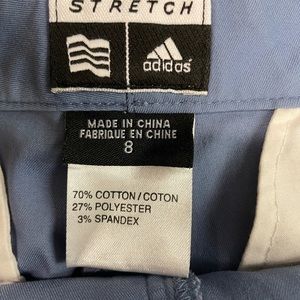 STRETCH
adidas
MADE IN CHINA
FABRIQUE EN CHINE
8
70% COTTON / COTON
27% POLYESTER
3% SPANDEX